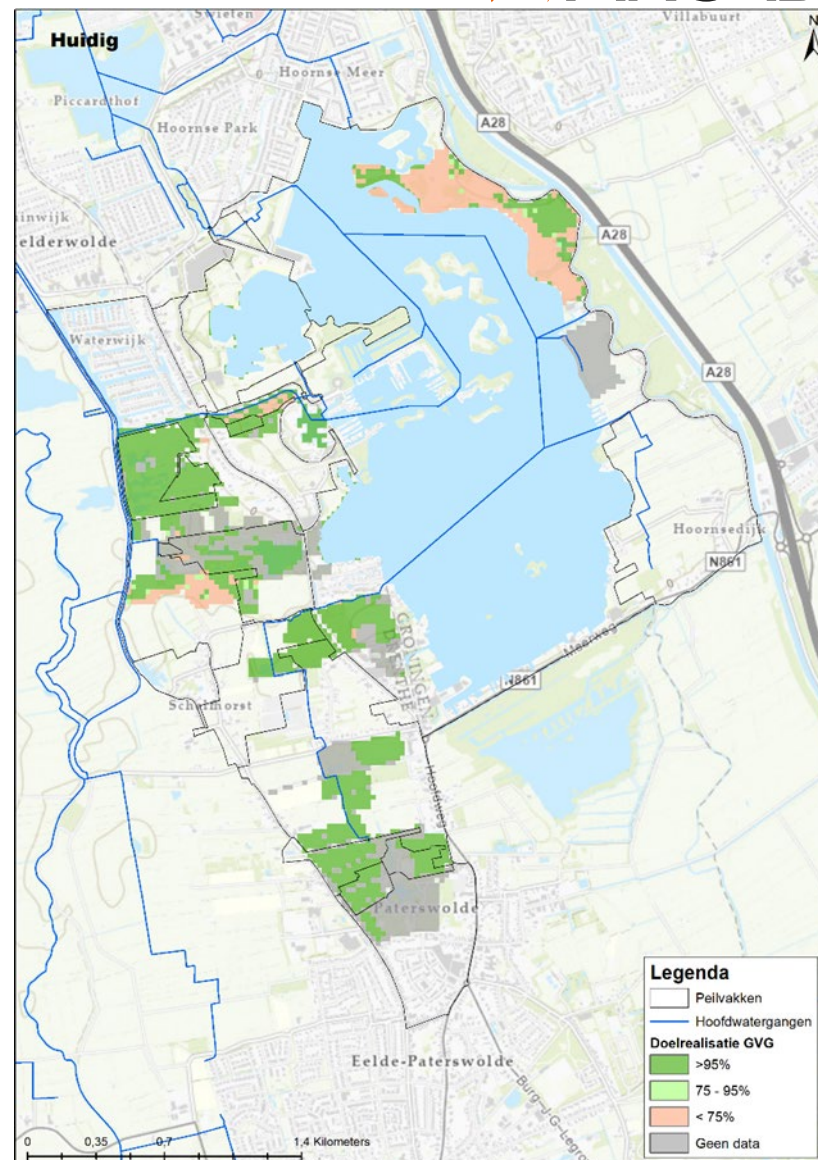 Huidig
Swieten
Villabuurt
N
Hoornse Meer
Piccardthof
A28
Hoornse Park
elderwolde
A28
Waterwijk
A28
Hoornsedijk
N861
GRONINGEN
Meerweg
N861
Hoofdweg
Paterswolde
Eelde-Paterswolde
Legenda
Peilvakken
Hoofdwatergangen
Doelrealisatie GVG
>95%
75 - 95%
< 75%
Geen data
0 0,35 0,7 1,4 Kilometers